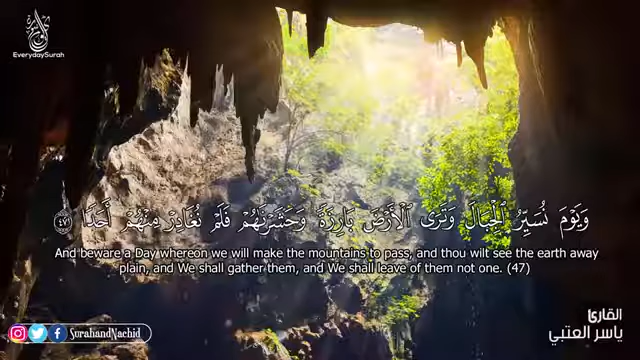 EverydaySurah
وَيَوْمَ نُسَيِّرُ ٱلْجِبَالَ وَتَرَى ٱلْأَرْضَ بَارِزَةً وَحَشَرْنَٰهُمْ فَلَمْ نُغَادِرْ مِنْهُمْ أَحَدًا ٤٧
And beware a Day whereon we will make the mountains to pass, and thou wilt see the earth away
plain, and We shall gather them, and We shall leave of them not one. (47)
SurahandNachid
القارئ
ياسر العتبي